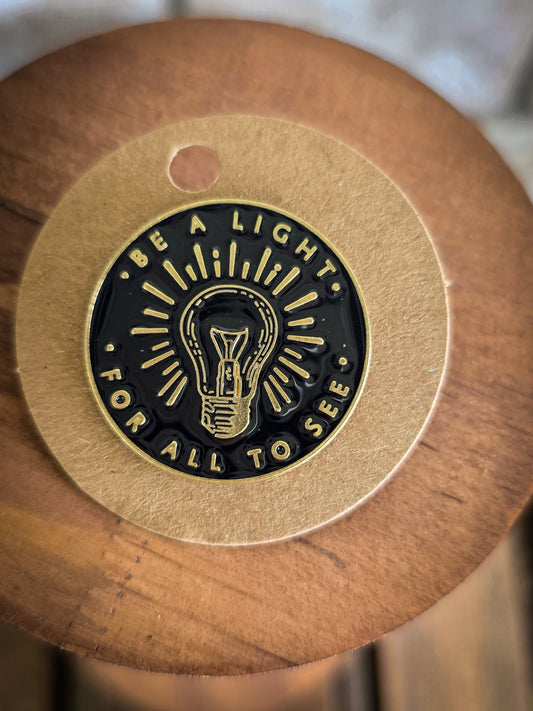 • BE A LIGHT •
• FOR ALL TO SEE •